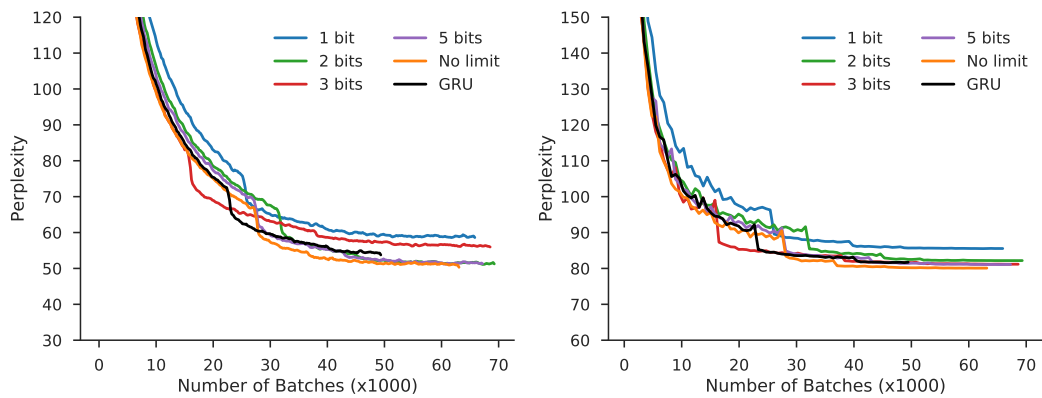 120
110
100
90
80
70
60
50
40
30
Perplexity
0 10 20 30 40 50 60 70
Number of Batches (x1000)
1 bit 5 bits
2 bits No limit
3 bits GRU
150
140
130
120
110
100
90
80
70
60
Perplexity
0 10 20 30 40 50 60 70
Number of Batches (x1000)
1 bit 5 bits
2 bits No limit
3 bits GRU